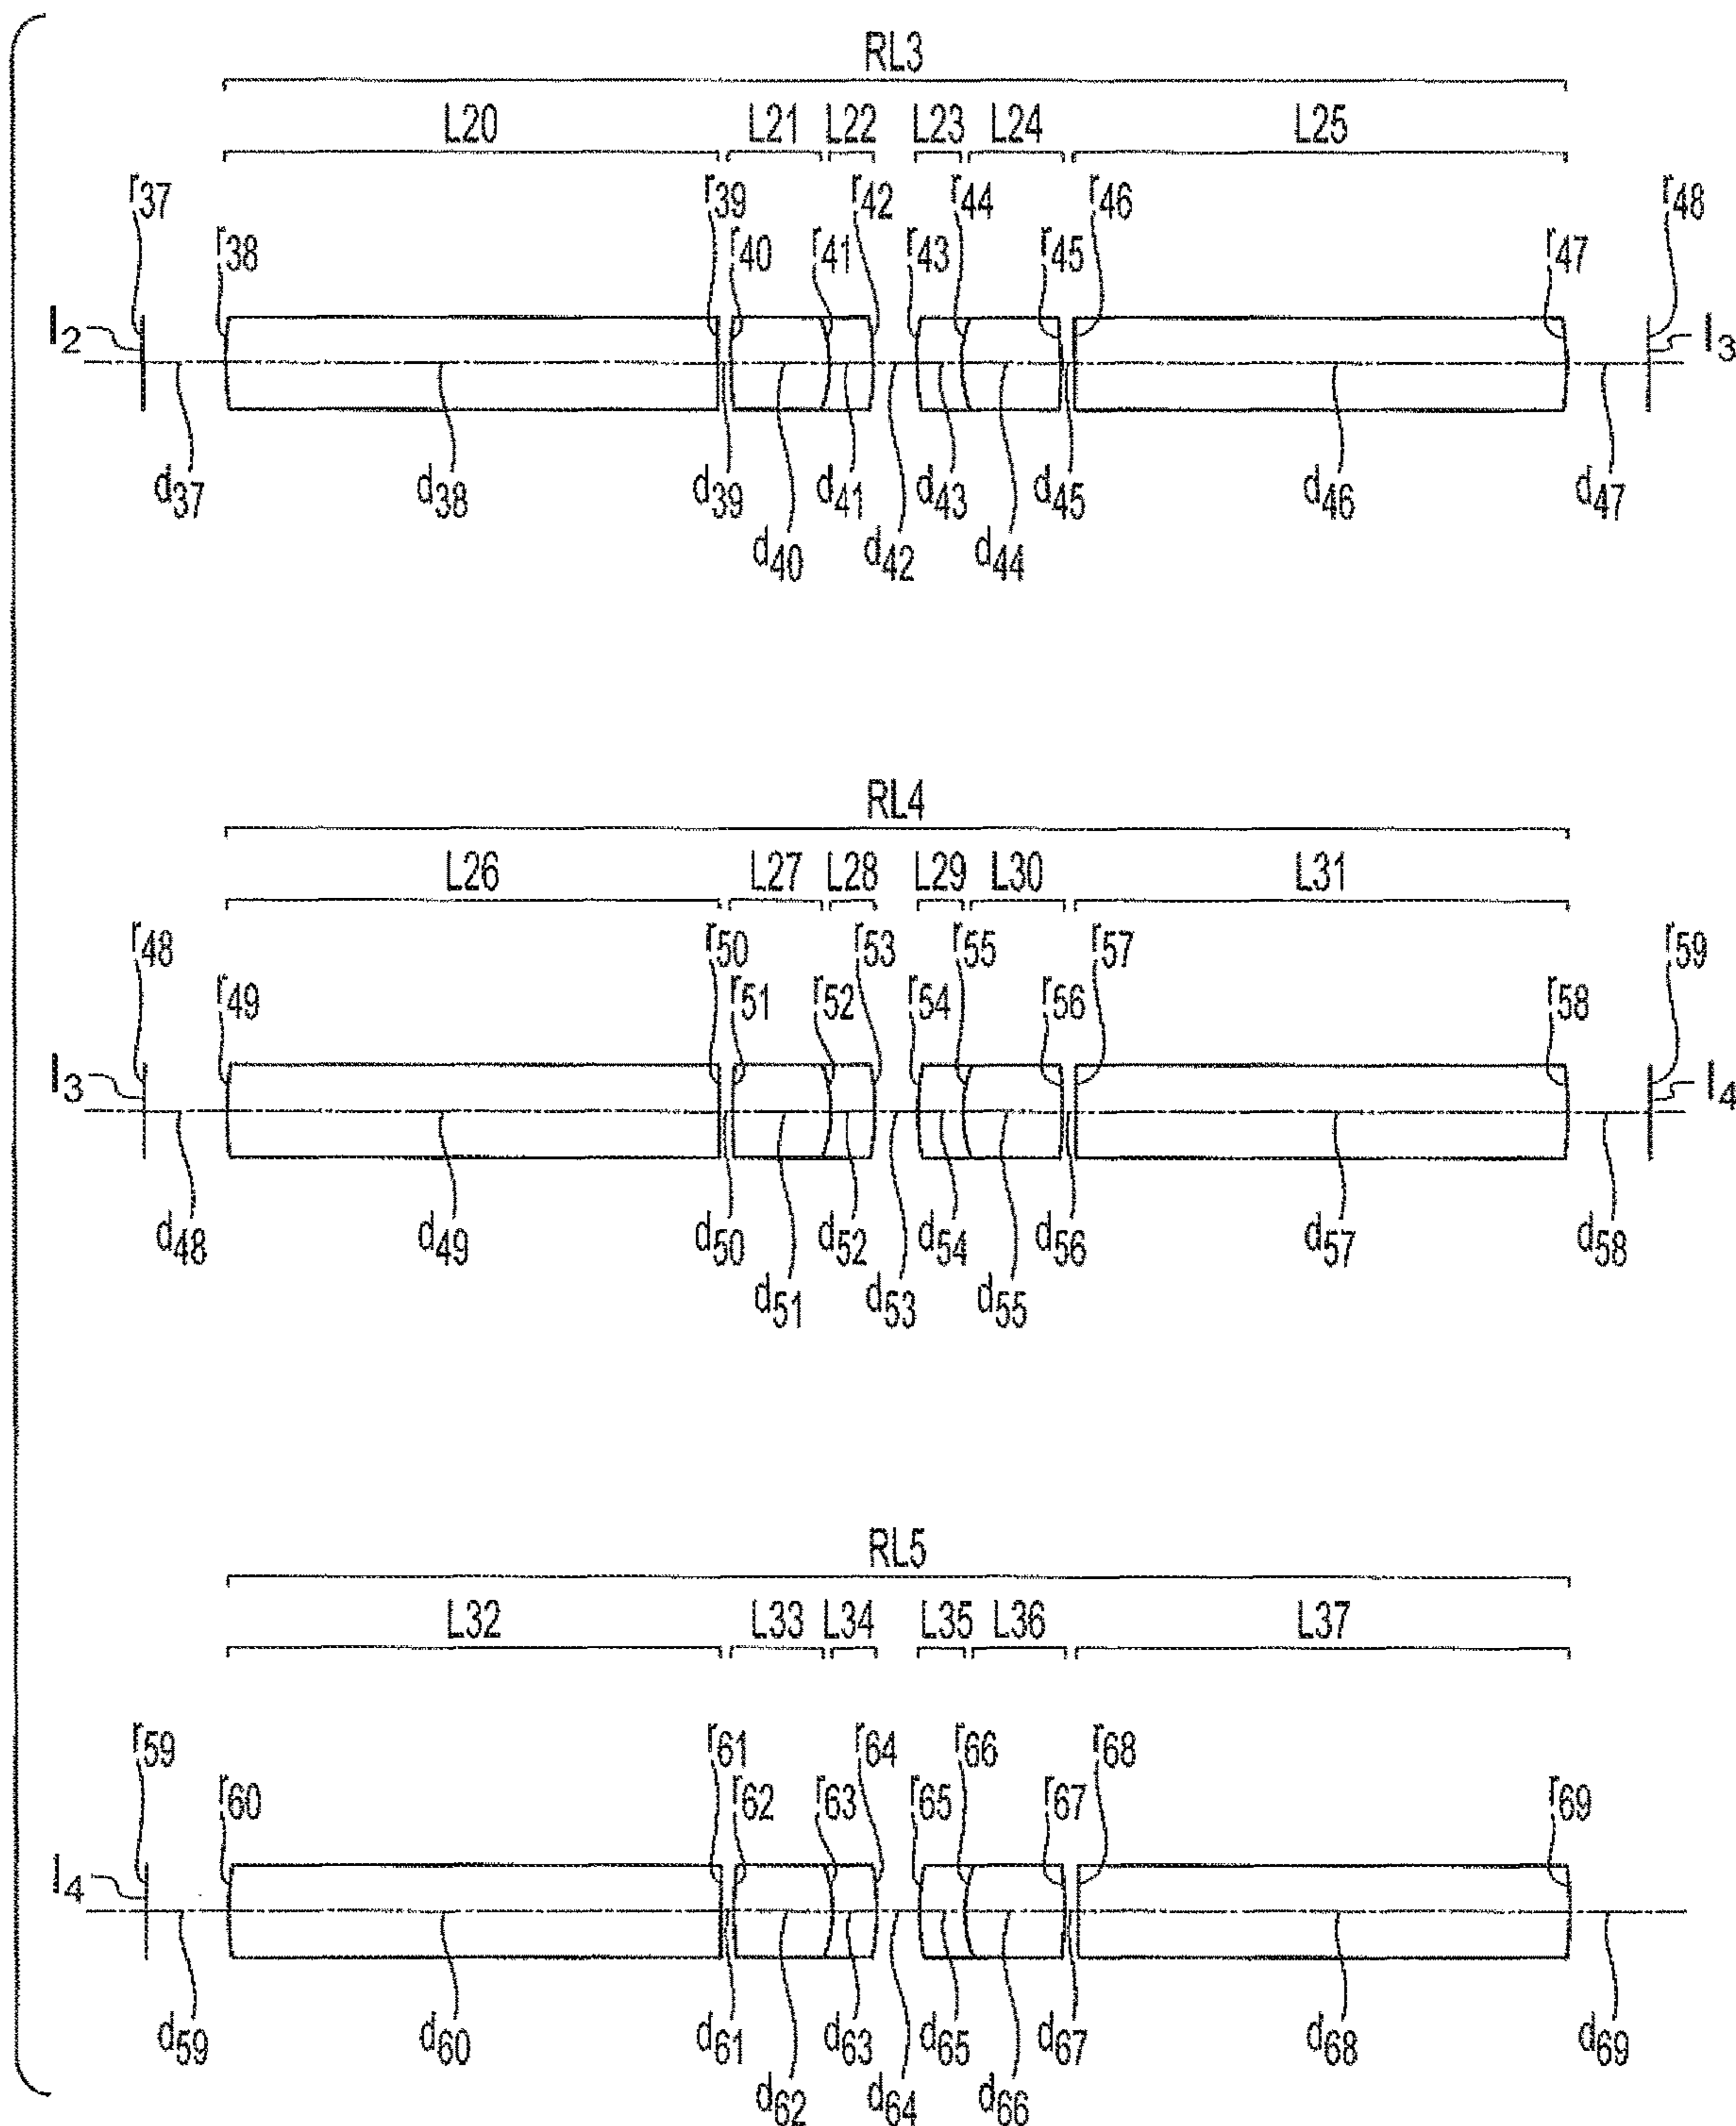 RL3
L20 L21 L22 L23 L24 L25
r37 r39 r42 r44 r46 r48
r38 r40 r41 r43 r45 r47
I2 I3
d37 d38 d39 d41 d43 d45 d46 d47
d40 d42 d44
RL4
L26 L27 L28 L29 L30 L31
r48 r50 r53 r55 r57 r59
r49 r51 r52 r54 r56 r58
I3 I4
d48 d49 d50 d52 d54 d56 d57 d58
d51 d53 d55
RL5
L32 L33 L34 L35 L36 L37
r59 r61 r64 r66 r68
r60 r62 r63 r65 r67 r69
I4
d59 d60 d61 d63 d65 d67 d68 d69
d62 d64 d66